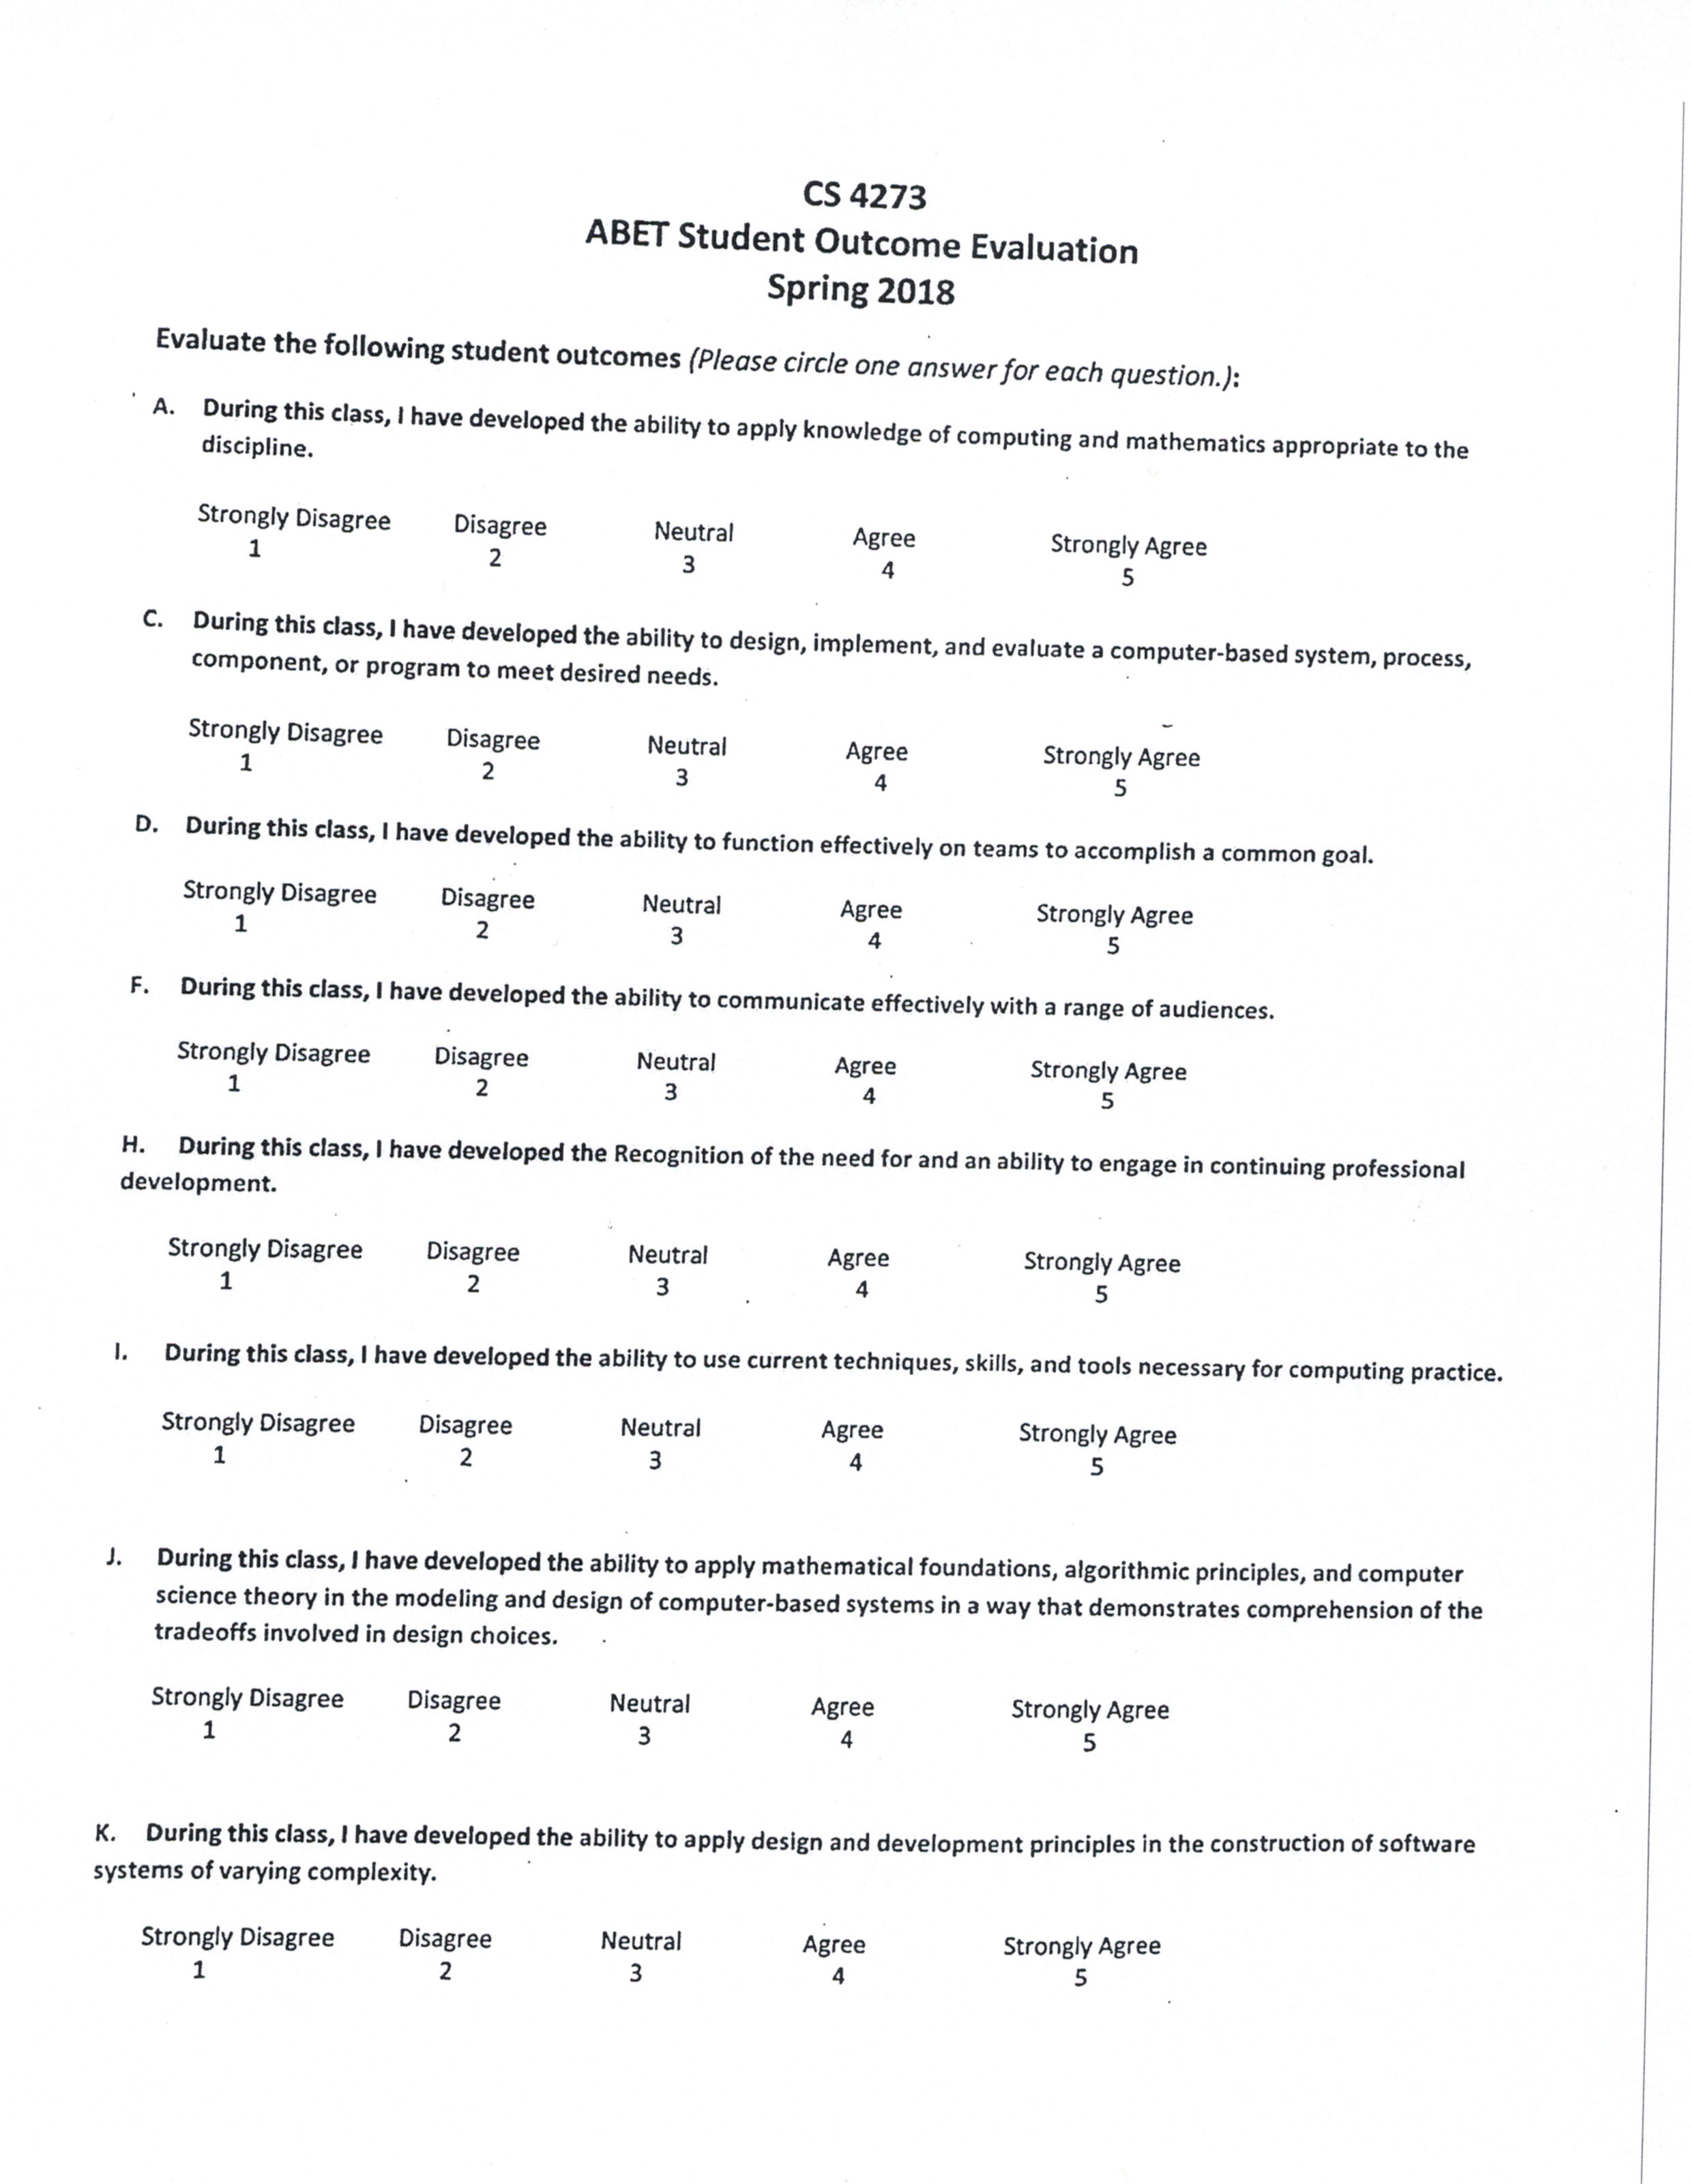 CS 4273
ABET Student Outcome Evaluation
Spring 2018
Evaluate the following student outcomes (Please circle one answer for each question.):
A. During this class, I have developed the ability to apply knowledge of computing and mathematics appropriate to the
discipline.
Strongly Disagree Disagree Neutral Agree Strongly Agree
1 2 3 4 5
C. During this class, I have developed the ability to design, implement, and evaluate a computer-based system, process,
component, or program to meet desired needs.
Strongly Disagree Disagree Neutral Agree Strongly Agree
1 2 3 4 5
D. During this class, I have developed the ability to function effectively on teams to accomplish a common goal.
Strongly Disagree Disagree Neutral Agree Strongly Agree
1 2 3 4 5
F. During this class, I have developed the ability to communicate effectively with a range of audiences.
Strongly Disagree Disagree Neutral Agree Strongly Agree
1 2 3 4 5
H. During this class, I have developed the Recognition of the need for and an ability to engage in continuing professional
development.
Strongly Disagree Disagree Neutral Agree Strongly Agree
1 2 3 4 5
I. During this class, I have developed the ability to use current techniques, skills, and tools necessary for computing practice.
Strongly Disagree Disagree Neutral Agree Strongly Agree
1 2 3 4 5
J. During this class, I have developed the ability to apply mathematical foundations, algorithmic principles, and computer
science theory in the modeling and design of computer-based systems in a way that demonstrates comprehension of the
tradeoffs involved in design choices.
Strongly Disagree Disagree Neutral Agree Strongly Agree
1 2 3 4 5
K. During this class, I have developed the ability to apply design and development principles in the construction of software
systems of varying complexity.
Strongly Disagree Disagree Neutral Agree Strongly Agree
1 2 3 4 5